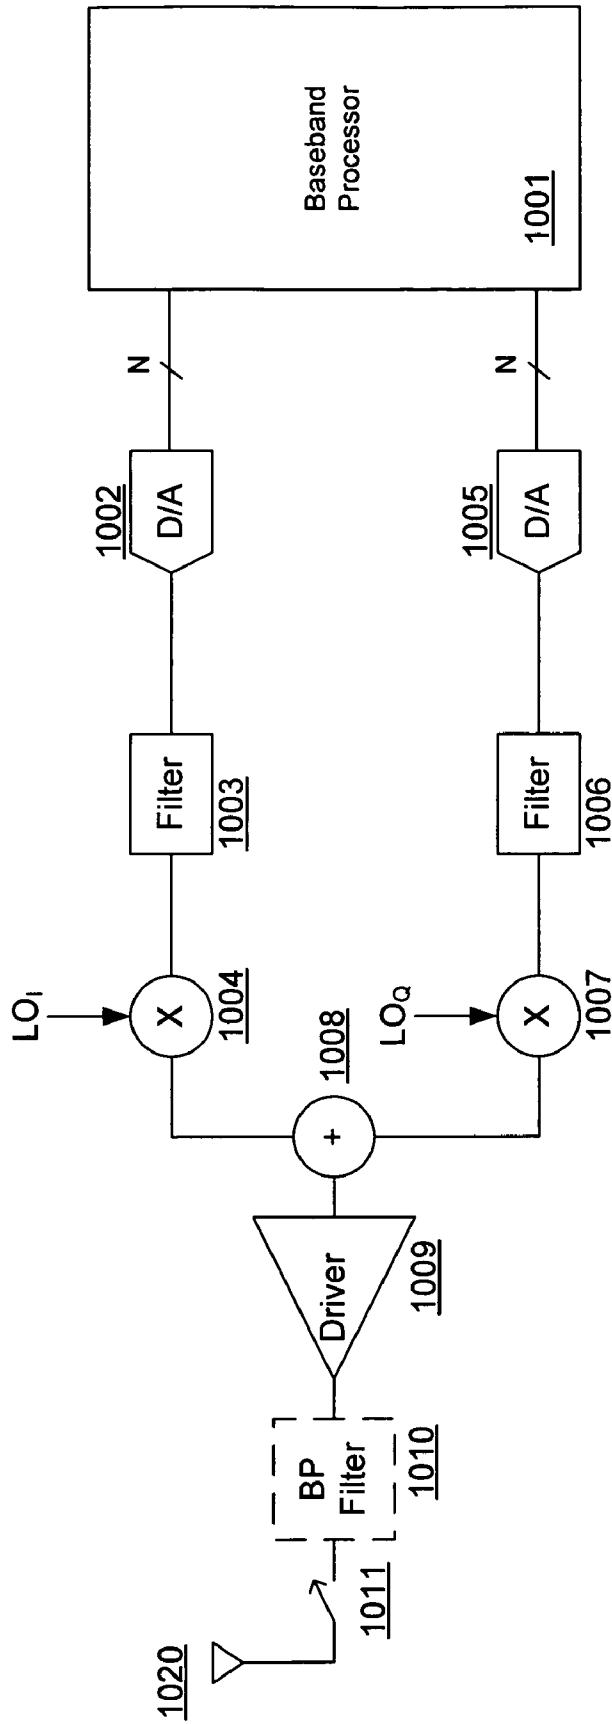 Baseband
Processor
1001
N
N
1002
D/A
1005
D/A
Filter
1003
Filter
1006
LO_I
X
1004
LO_Q
X
1007
1008
+
Driver
1009
BP
Filter
1010
1011
1020